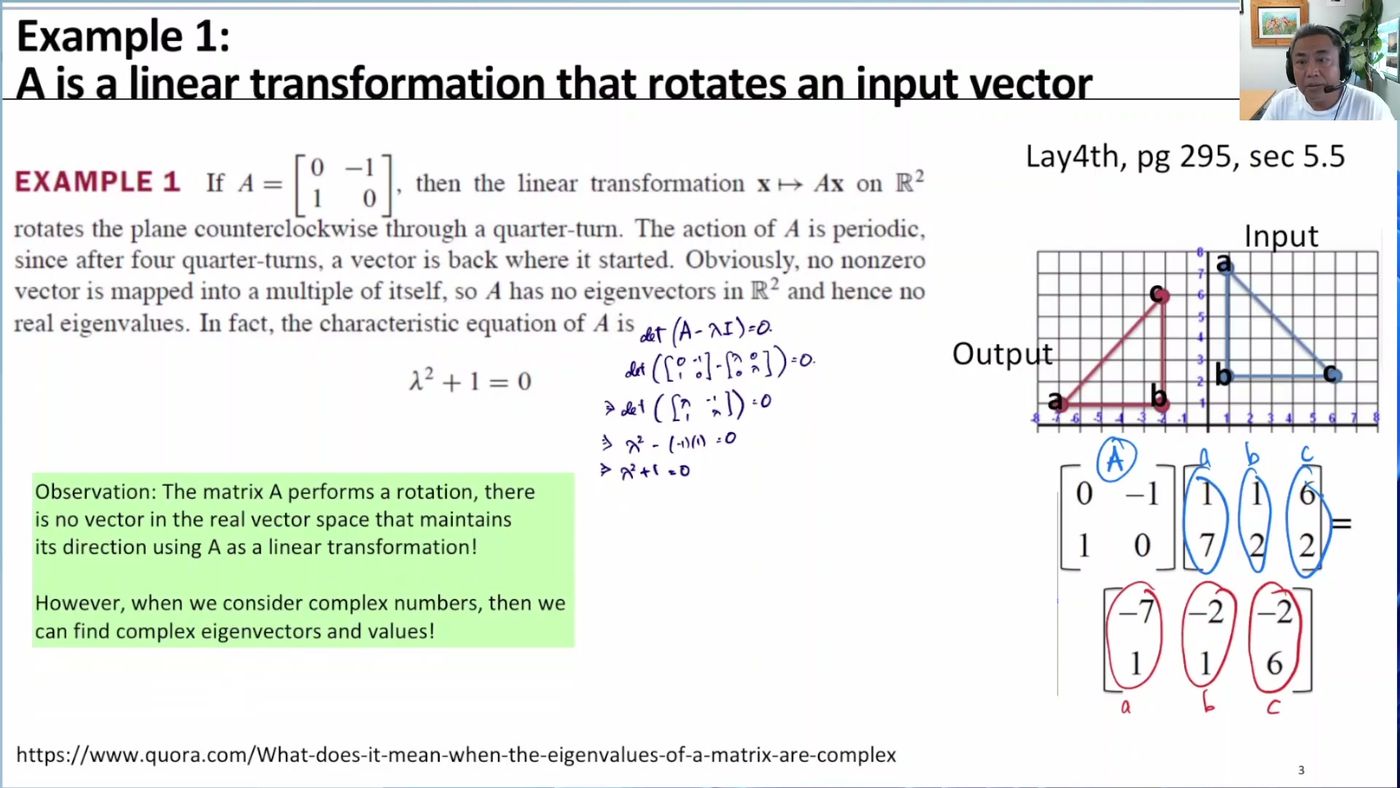 Example 1:
A is a linear transformation that rotates an input vector
Lay4th, pg 295, sec 5.5
EXAMPLE 1 If A = [0 −1; 1 0], then the linear transformation x ↦ Ax on ℝ²
rotates the plane counterclockwise through a quarter-turn. The action of A is periodic,
since after four quarter-turns, a vector is back where it started. Obviously, no nonzero
vector is mapped into a multiple of itself, so A has no eigenvectors in ℝ² and hence no
real eigenvalues. In fact, the characteristic equation of A is
λ² + 1 = 0
det (A - λI) = 0.
det ([0 -1; 1 0] - [λ 0; 0 λ]) = 0.
⇒ det ([λ -1; 1 λ]) = 0
⇒ λ² - (-1)(1) = 0
⇒ λ² + 1 = 0
Observation: The matrix A performs a rotation, there
is no vector in the real vector space that maintains
its direction using A as a linear transformation!
However, when we consider complex numbers, then we
can find complex eigenvectors and values!
Input
Output
a
b
c
a
b
c
A a b c
0 −1 1 1 6
1 0 7 2 2
=
−7 −2 −2
1 1 6
a b c
https://www.quora.com/What-does-it-mean-when-the-eigenvalues-of-a-matrix-are-complex
3